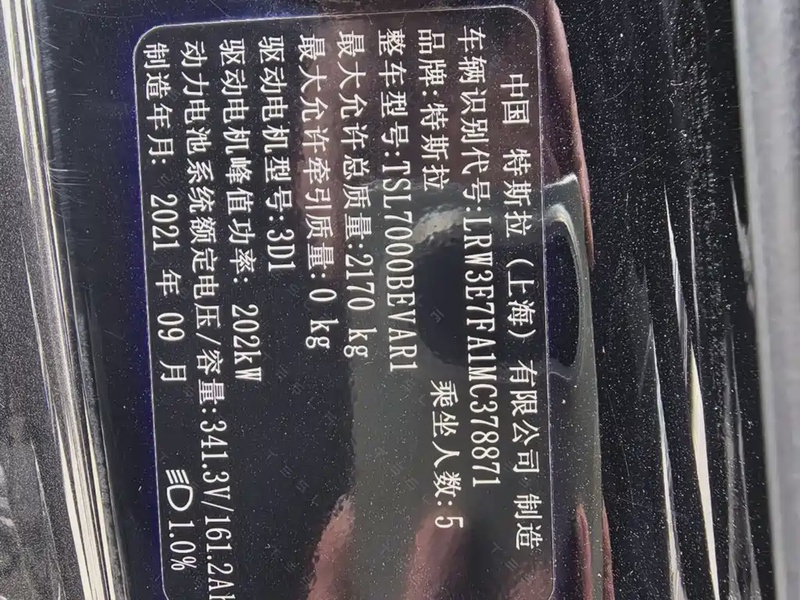 中国 特斯拉（上海）有限公司 制造
车辆识别代号:LRW3E7FA1MC378871
品牌:特斯拉 乘坐人数:5
整车型号:TSL7000BEVAR1
最大允许总质量:2170 kg
最大允许牵引质量: 0 kg
驱动电机型号:3D1
驱动电机峰值功率: 202kW
动力电池系统额定电压/容量:341.3V/161.2Ah
制造年月: 2021 年 09 月 1.0%